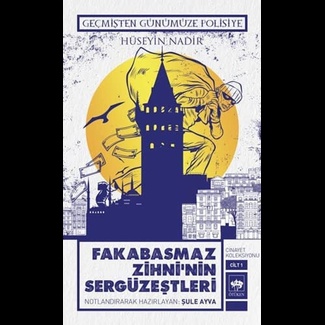 GEÇMİŞTEN GÜNÜMÜZE POLİSİYE
HÜSEYİN NADİR
FAKABASMAZ
ZİHNİ'NİN
SERGÜZEŞTLERİ
NOTLANDIRARAK HAZIRLAYAN: ŞULE AYVA
CİNAYET
KOLEKSİYONU
CİLT 1
ÖTÜKEN